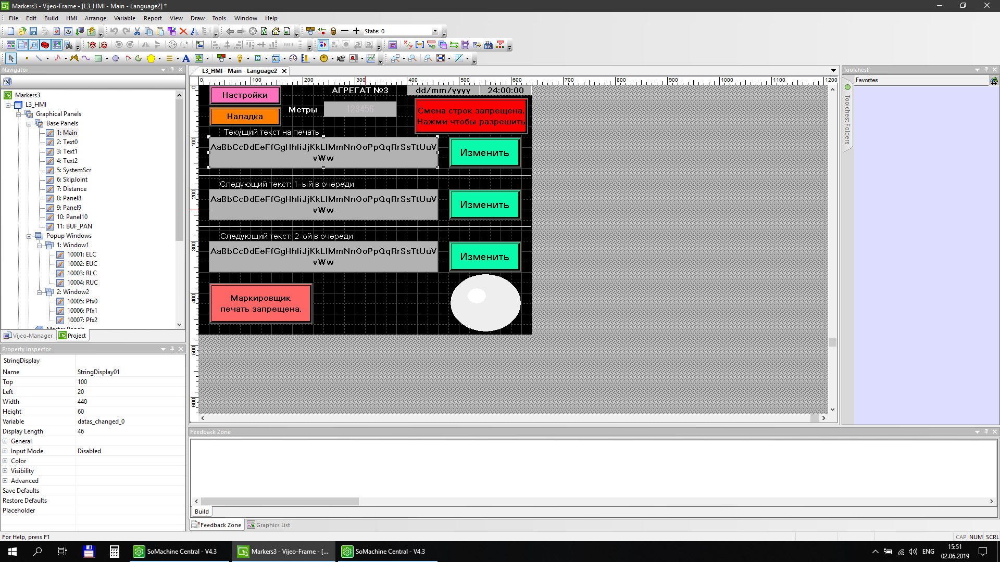 Markers3 - Vijeo-Frame - [L3_HMI - Main - Language2] *
File Edit Build HMI Arrange Variable Report View Draw Tools Window Help
State: 0
Navigator
Markers3
L3_HMI
Graphical Panels
Base Panels
1: Main
2: Text0
3: Text1
4: Text2
5: SystemScr
6: SkipJoint
7: Distance
8: Panel8
9: Panel9
10: Panel10
11: BUF_PAN
Popup Windows
1: Window1
10001: ELC
10002: EUC
10003: RLC
10004: RUC
2: Window2
10005: Pfx0
10006: Pfx1
10007: Pfx2
Vijeo-Manager Project
Property Inspector
StringDisplay
Name StringDisplay01
Top 100
Left 20
Width 440
Height 60
Variable datas_changed_0
Display Length 46
General
Input Mode Disabled
Color
Visibility
Advanced
Save Defaults
Restore Defaults
Placeholder
L3_HMI - Main - Language2
0 100 200 300 400 500 600 700 800 900 1000 1100 1200
0
100
200
300
400
500
600
Настройки
АГРЕГАТ №3
dd/mm/yyyy 24:00:00
Наладка
Метры 123456
Смена строк запрещена.
Нажми чтобы разрешить
Текущий текст на печать
AaBbCcDdEeFfGgHhIiJjKkLlMmNnOoPpQqRrSsTtUuV
vWw
Изменить
Следующий текст: 1-ый в очереди
AaBbCcDdEeFfGgHhIiJjKkLlMmNnOoPpQqRrSsTtUuV
vWw
Изменить
Следующий текст: 2-ой в очереди
AaBbCcDdEeFfGgHhIiJjKkLlMmNnOoPpQqRrSsTtUuV
vWw
Изменить
Маркировщик
печать запрещена.
Toolchest
Favorites
Toolchest Folders
Feedback Zone
Build
Feedback Zone Graphics List
For Help, press F1
CAP NUM SCRL
SoMachine Central - V4.3
Markers3 - Vijeo-Frame - [...
SoMachine Central - V4.3
ENG
15:51
02.06.2019